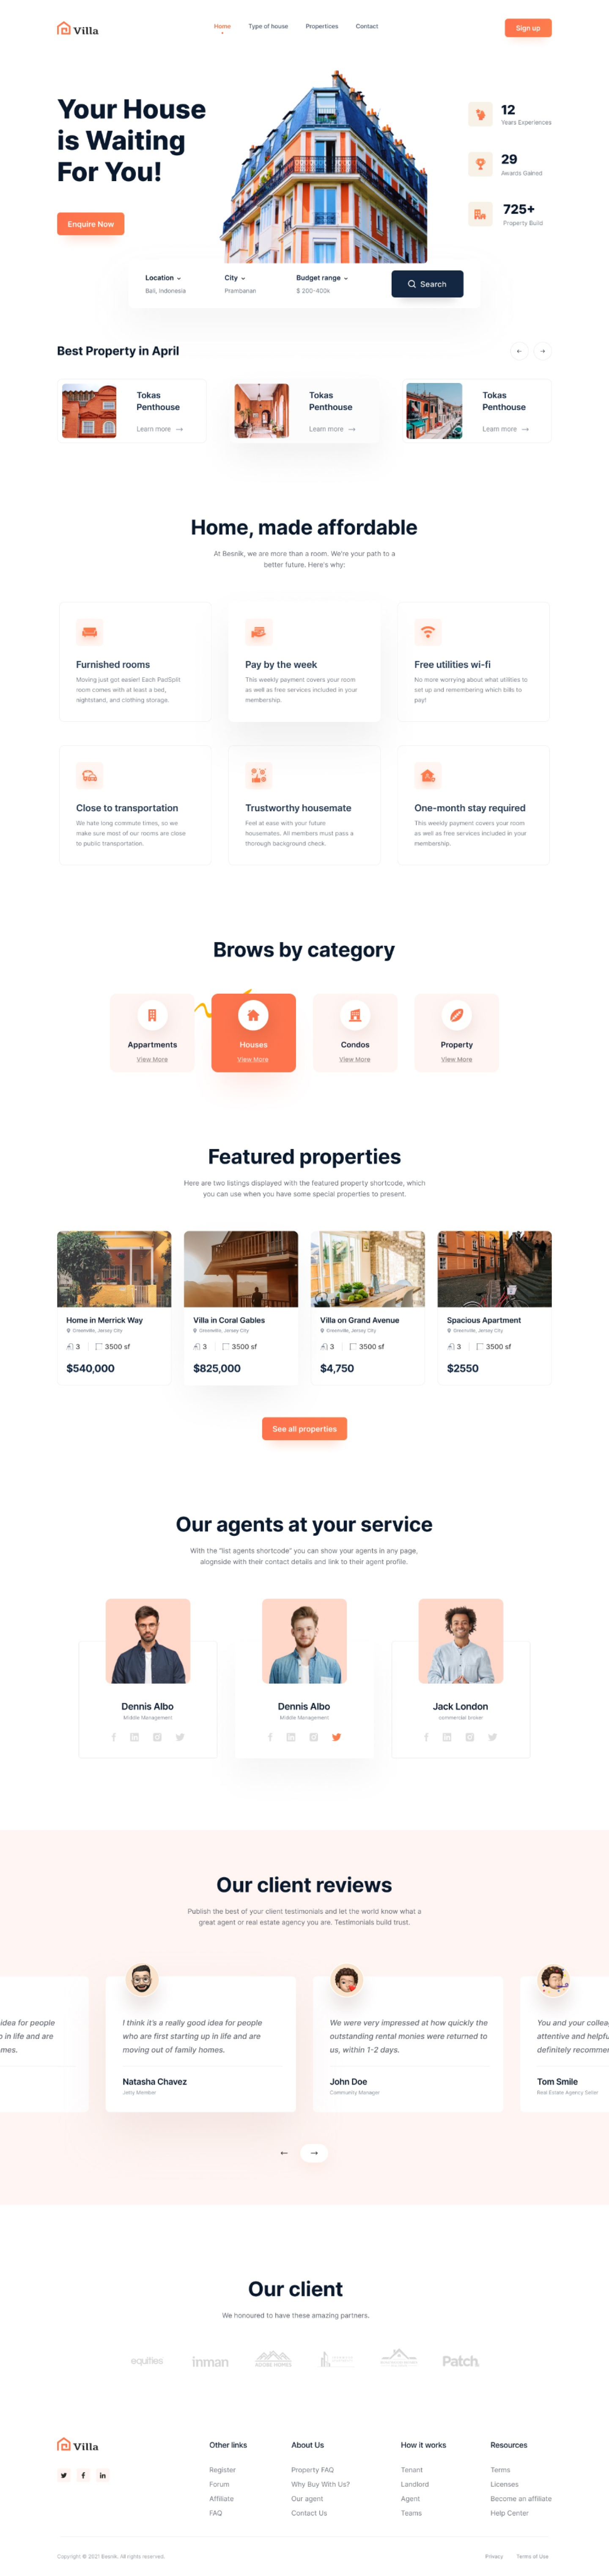 Villa
Home Type of house Propertices Contact
Sign up
Your House
is Waiting
For You!
Enquire Now
12
Years Experiences
29
Awards Gained
725+
Property Build
Location City Budget range
Bali, Indonesia Prambanan $ 200-400k
Search
Best Property in April
Tokas
Penthouse
Learn more
Tokas
Penthouse
Learn more
Tokas
Penthouse
Learn more
Home, made affordable
At Besnik, we are more than a room. We're your path to a
better future. Here's why:
Furnished rooms
Moving just got easier! Each PadSplit
room comes with at least a bed,
nightstand, and clothing storage.
Pay by the week
This weekly payment covers your room
as well as free services included in your
membership.
Free utilities wi-fi
No more worrying about what utilities to
set up and remembering which bills to
pay!
Close to transportation
We hate long commute times, so we
make sure most of our rooms are close
to public transportation.
Trustworthy housemate
Feel at ease with your future
housemates. All members must pass a
thorough background check.
One-month stay required
This weekly payment covers your room
as well as free services included in your
membership.
Brows by category
Appartments
View More
Houses
View More
Condos
View More
Property
View More
Featured properties
Here are two listings displayed with the featured property shortcode, which
you can use when you have some special properties to present.
Home in Merrick Way
Greenville, Jersey City
3 3500 sf
$540,000
Villa in Coral Gables
Greenville, Jersey City
3 3500 sf
$825,000
Villa on Grand Avenue
Greenville, Jersey City
3 3500 sf
$4,750
Spacious Apartment
Greenville, Jersey City
3 3500 sf
$2550
See all properties
Our agents at your service
With the "list agents shortcode" you can show your agents in any page,
alognside with their contact details and link to their agent profile.
Dennis Albo
Middle Management
Dennis Albo
Middle Management
Jack London
commercial broker
Our client reviews
Publish the best of your client testimonials and let the world know what a
great agent or real estate agency you are. Testimonials build trust.
idea for people
in life and are
mes.
I think it's a really good idea for people
who are first starting up in life and are
moving out of family homes.
Natasha Chavez
Jetty Member
We were very impressed at how quickly the
outstanding rental monies were returned to
us, within 1-2 days.
John Doe
Community Manager
You and your collea
attentive and helpfu
definitely recommer
Tom Smile
Real Estate Agency
Our client
We honoured to have these amazing partners.
equities inman ADOBE HOMES Patch
Villa
Other links
Register
Forum
Affiliate
FAQ
About Us
Property FAQ
Why Buy With Us?
Our agent
Contact Us
How it works
Tenant
Landlord
Agent
Teams
Resources
Terms
Licenses
Become an affiliate
Help Center
Copyright © 2021 Besnik. All rights reserved.
Privacy Terms of Use